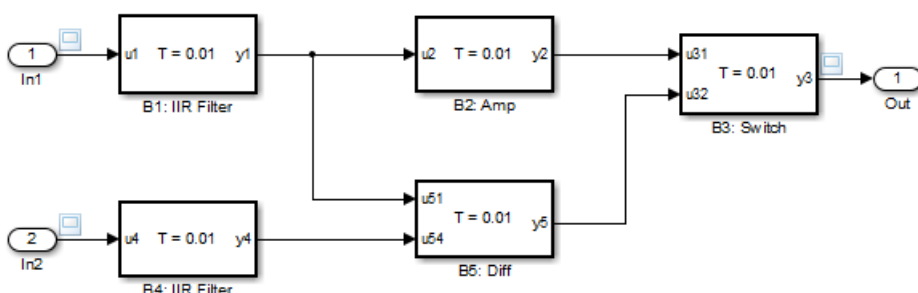 1
In1
u1 T = 0.01 y1
B1: IIR Filter
u2 T = 0.01 y2
B2: Amp
u31
u32
T = 0.01 y3
B3: Switch
1
Out
2
In2
u4 T = 0.01 y4
B4: IIR Filter
u51
u54
T = 0.01 y5
B5: Diff